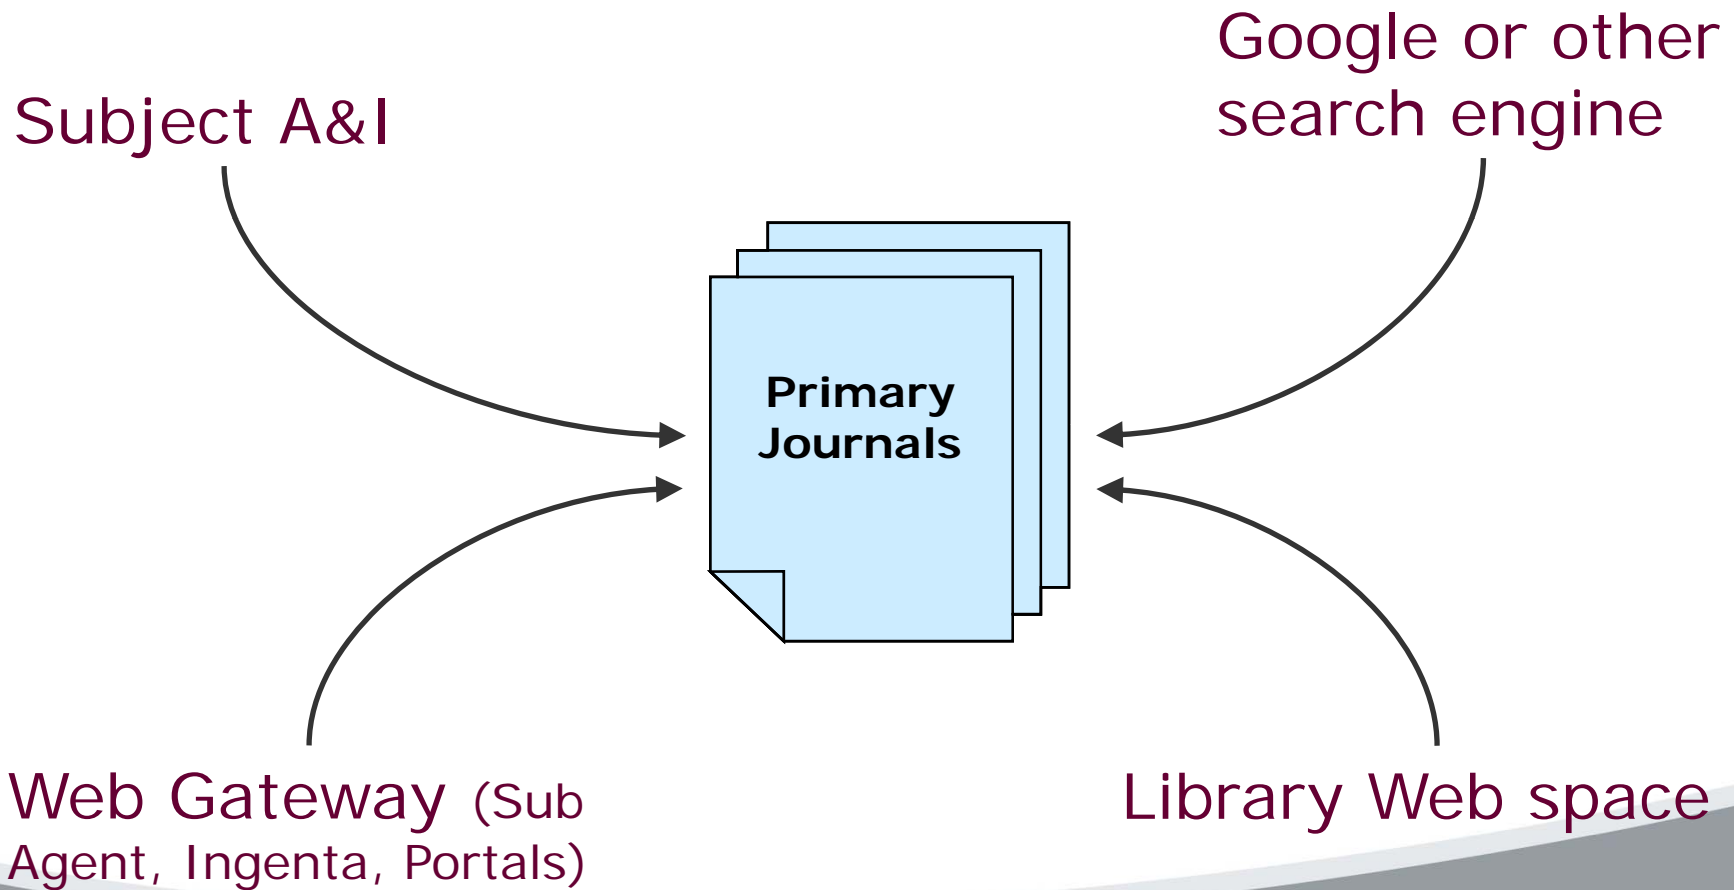 Subject A&I
Google or other
search engine
Primary
Journals
Web Gateway (Sub
Agent, Ingenta, Portals)
Library Web space